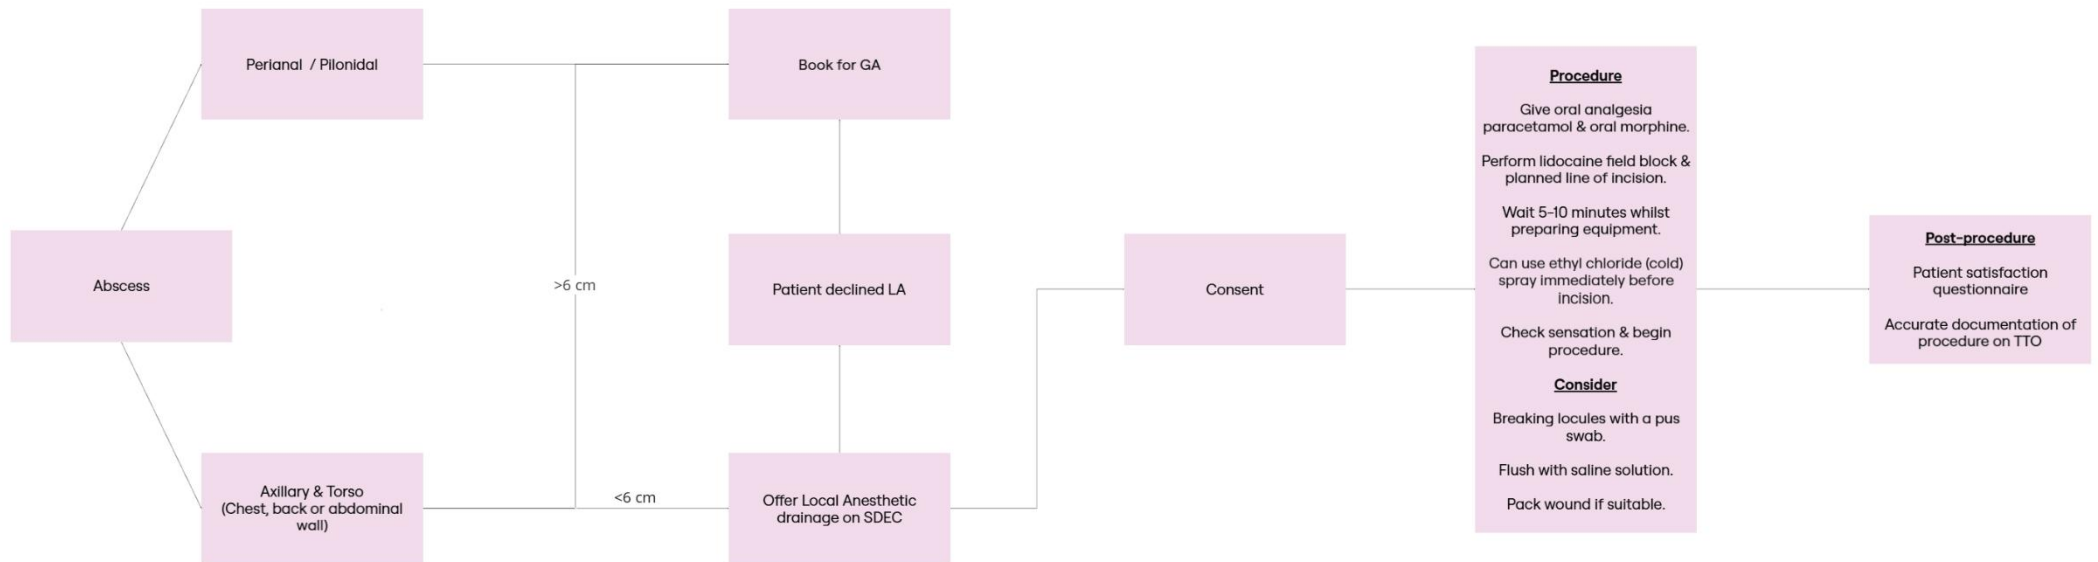 Abscess
Perianal / Pilonidal
Axillary & Torso
(Chest, back or abdominal
wall)
>6 cm
<6 cm
Book for GA
Patient declined LA
Offer Local Anesthetic
drainage on SDEC
Consent
Procedure
Give oral analgesia
paracetamol & oral morphine.
Perform lidocaine field block &
planned line of incision.
Wait 5-10 minutes whilst
preparing equipment.
Can use ethyl chloride (cold)
spray immediately before
incision.
Check sensation & begin
procedure.
Consider
Breaking locules with a pus
swab.
Flush with saline solution.
Pack wound if suitable.
Post-procedure
Patient satisfaction
questionnaire
Accurate documentation of
procedure on TTO